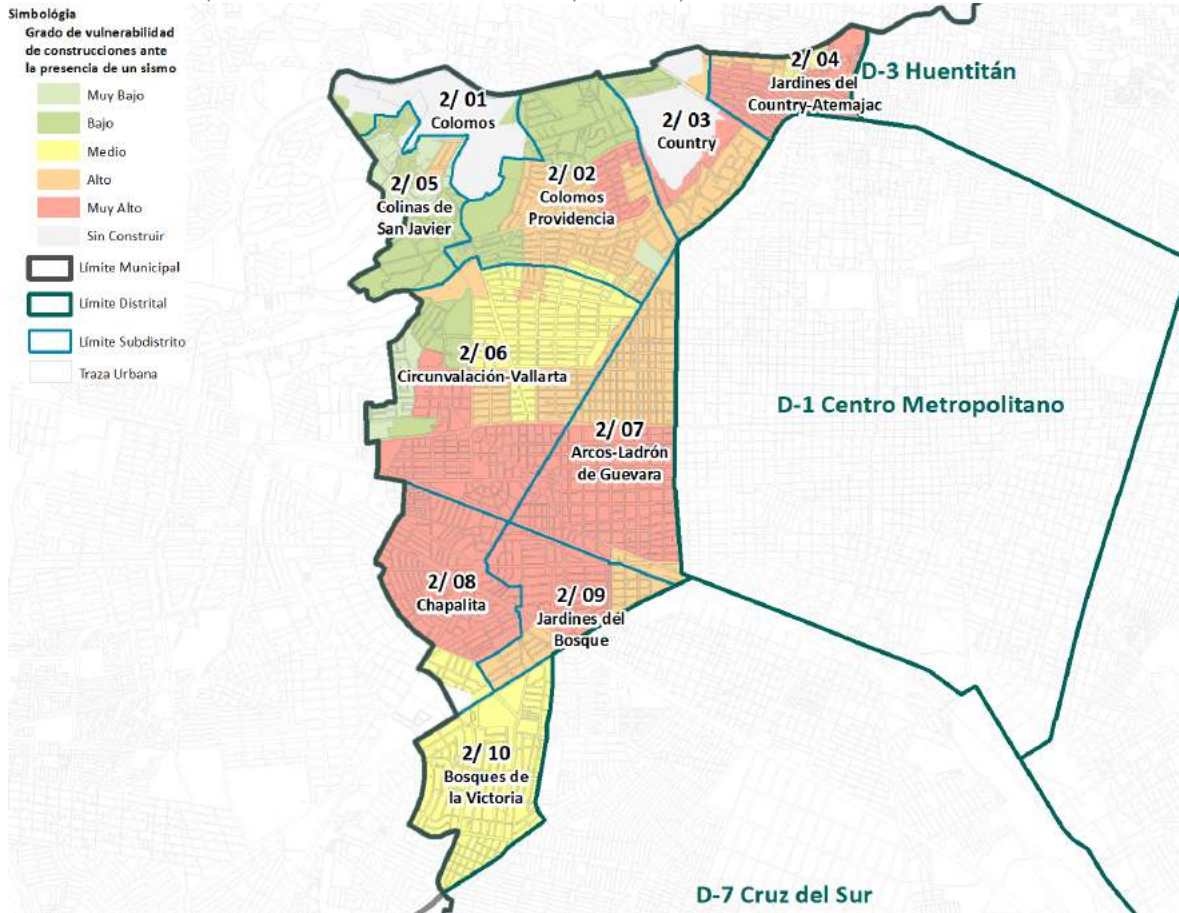 Simbológia
Grado de vulnerabilidad
de construcciones ante
la presencia de un sismo
Muy Bajo
Bajo
Medio
Alto
Muy Alto
Sin Construir
Límite Municipal
Límite Distrital
Límite Subdistrito
Traza Urbana
2/ 04
Jardines del
Country-Atemajac
D-3 Huentitán
2/ 01
Colomos
2/ 03
Country
2/ 02
Colomos
Providencia
2/ 05
Colinas de
San Javier
2/ 06
Circunvalación-Vallarta
D-1 Centro Metropolitano
2/ 07
Arcos-Ladrón
de Guevara
2/ 08
Chapalita
2/ 09
Jardines del
Bosque
2/ 10
Bosques de
la Victoria
D-7 Cruz del Sur